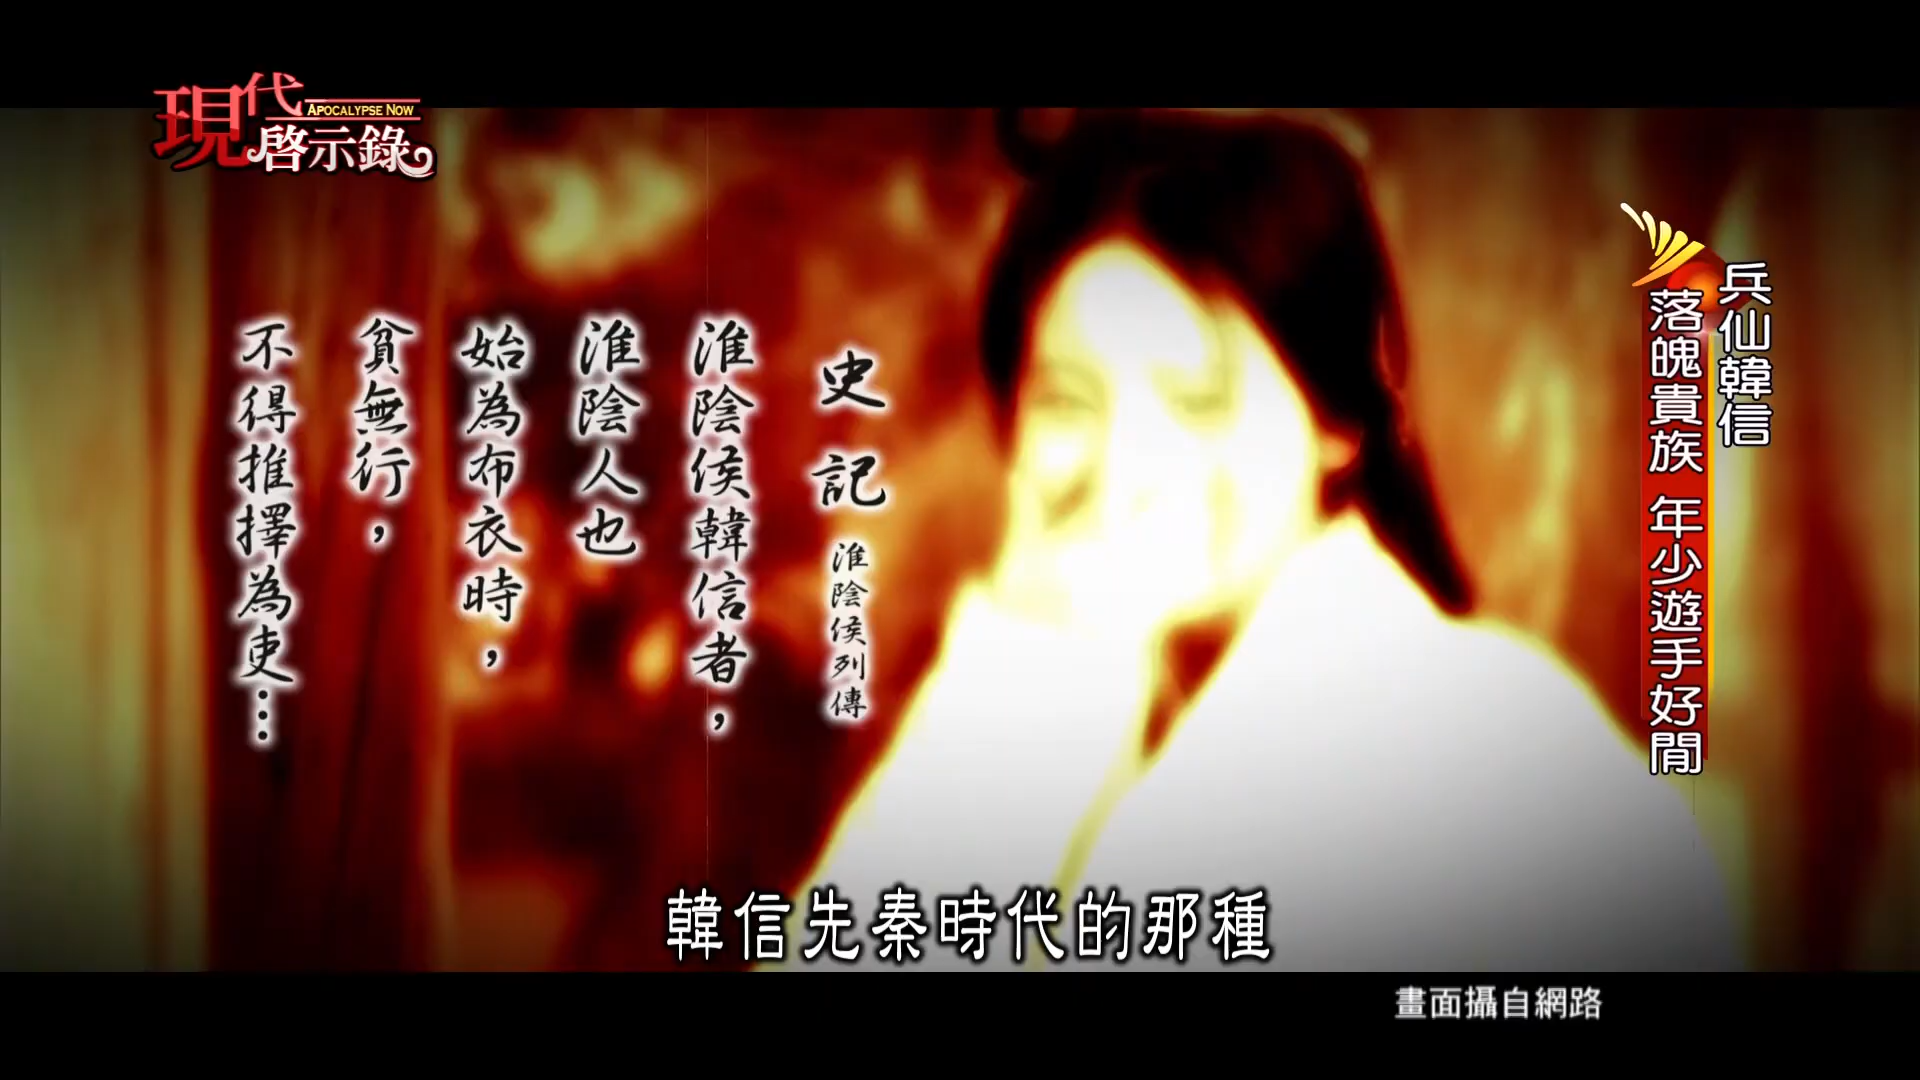 現代啓示錄
APOCALYPSE NOW
兵仙韓信
落魄貴族 年少遊手好閒
史記 淮陰侯列傳
淮陰侯韓信者，
淮陰人也
始為布衣時，
貧無行，
不得推擇為吏…
韓信先秦時代的那種
畫面攝自網路